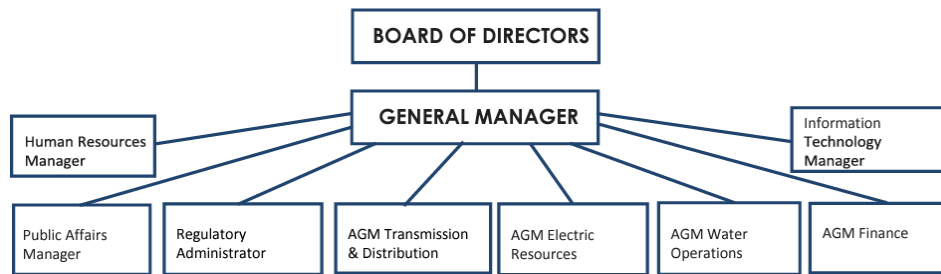 BOARD OF DIRECTORS
GENERAL MANAGER
Human Resources
Manager
Information
Technology
Manager
Public Affairs
Manager
Regulatory
Administrator
AGM Transmission
& Distribution
AGM Electric
Resources
AGM Water
Operations
AGM Finance